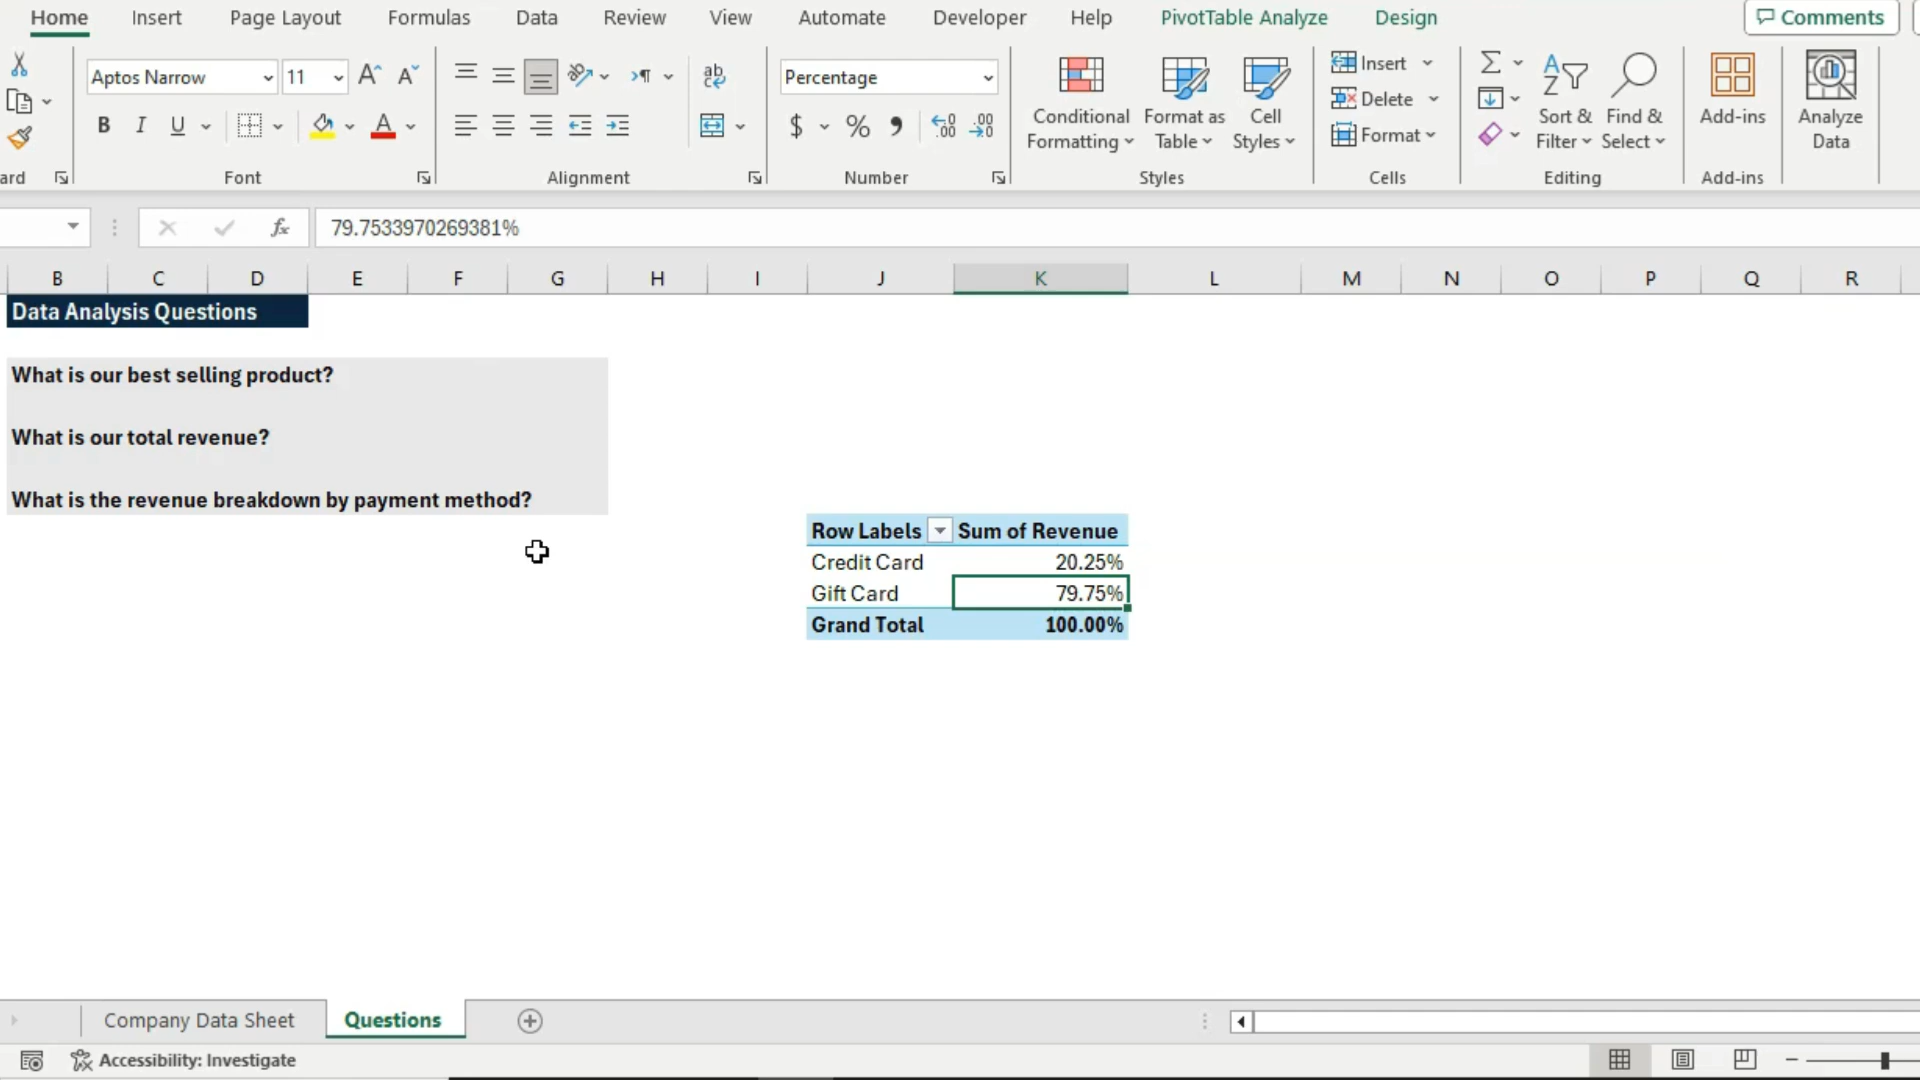 Home Insert Page Layout Formulas Data Review View Automate Developer Help PivotTable Analyze Design Comments
Aptos Narrow 11 A A ab Percentage Insert
Delete
Format
B I U A $ % Conditional Formatting Format as Table Cell Styles Sort & Filter Find & Select Add-ins Analyze Data
ard Font Alignment Number Styles Cells Editing Add-ins
fx 79.7533970269381%
B C D E F G H I J K L M N O P Q R
Data Analysis Questions
What is our best selling product?
What is our total revenue?
What is the revenue breakdown by payment method?
Row Labels Sum of Revenue
Credit Card 20.25%
Gift Card 79.75%
Grand Total 100.00%
Company Data Sheet Questions
Accessibility: Investigate